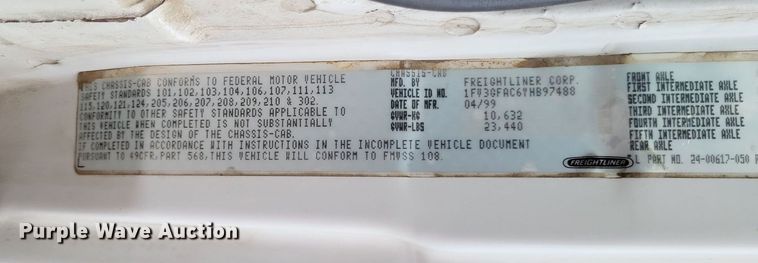 THIS CHASSIS-CAB CONFORMS TO FEDERAL MOTOR VEHICLE
SAFETY STANDARDS 101,102,103,104,106,107,111,113
115,120,121,124,205,206,207,208,209,210 & 302.
CONFORMITY TO OTHER SAFETY STANDARDS APPLICABLE TO
THIS VEHICLE WHEN COMPLETED IS NOT SUBSTANTIALLY
AFFECTED BY THE DESIGN OF THE CHASSIS-CAB.
IF COMPLETED IN ACCORDANCE WITH INSTRUCTIONS IN THE INCOMPLETE VEHICLE DOCUMENT
PURSUANT TO 49CFR, PART 568, THIS VEHICLE WILL CONFORM TO FMVSS 108.
CHASSIS-CAB
MFD. BY FREIGHTLINER CORP.
VEHICLE ID NO. 1FV3GFAC6YHB97488
DATE OF MFD. 04/99
GVWR-KG 10,632
GVWR-LBS 23,440
FREIGHTLINER
FRONT AXLE
FIRST INTERMEDIATE AXLE
SECOND INTERMEDIATE AXLE
THIRD INTERMEDIATE AXLE
FOURTH INTERMEDIATE AXLE
FIFTH INTERMEDIATE AXLE
REAR AXLE
L PART NO. 24-00617-050
Purple Wave Auction